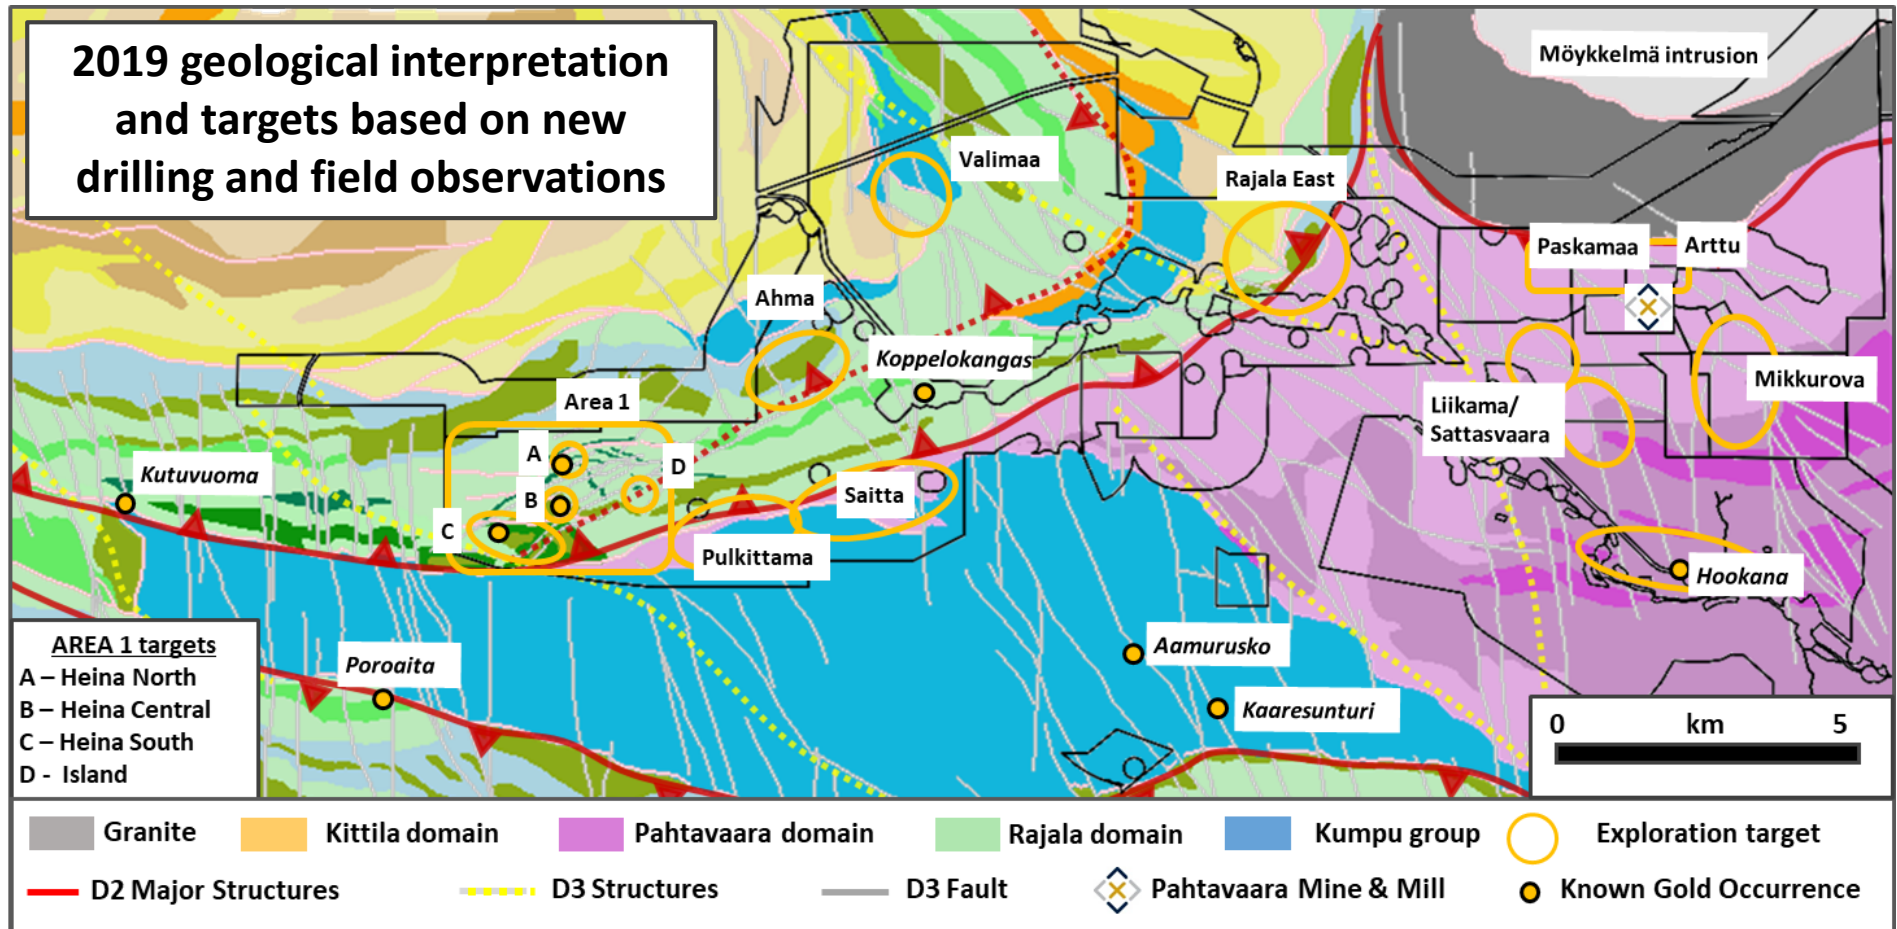 2019 geological interpretation
and targets based on new
drilling and field observations
Möykkelmä intrusion
Valimaa
Rajala East
Paskamaa
Arttu
Ahma
Koppelokangas
Area 1
Mikkurova
Liikama/
Sattasvaara
A
D
Kutuvuoma
B
Saitta
C
Pulkittama
Hookana
Aamurusko
Poroaita
Kaaresunturi
AREA 1 targets
A – Heina North
B – Heina Central
C – Heina South
D - Island
0 km 5
Granite
Kittila domain
Pahtavaara domain
Rajala domain
Kumpu group
Exploration target
D2 Major Structures
D3 Structures
D3 Fault
Pahtavaara Mine & Mill
Known Gold Occurrence